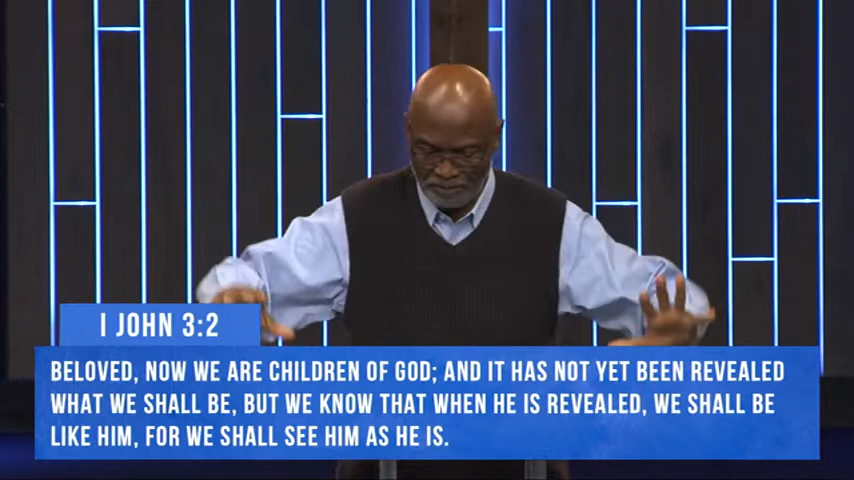 I JOHN 3:2
BELOVED, NOW WE ARE CHILDREN OF GOD; AND IT HAS NOT YET BEEN REVEALED
WHAT WE SHALL BE, BUT WE KNOW THAT WHEN HE IS REVEALED, WE SHALL BE
LIKE HIM, FOR WE SHALL SEE HIM AS HE IS.